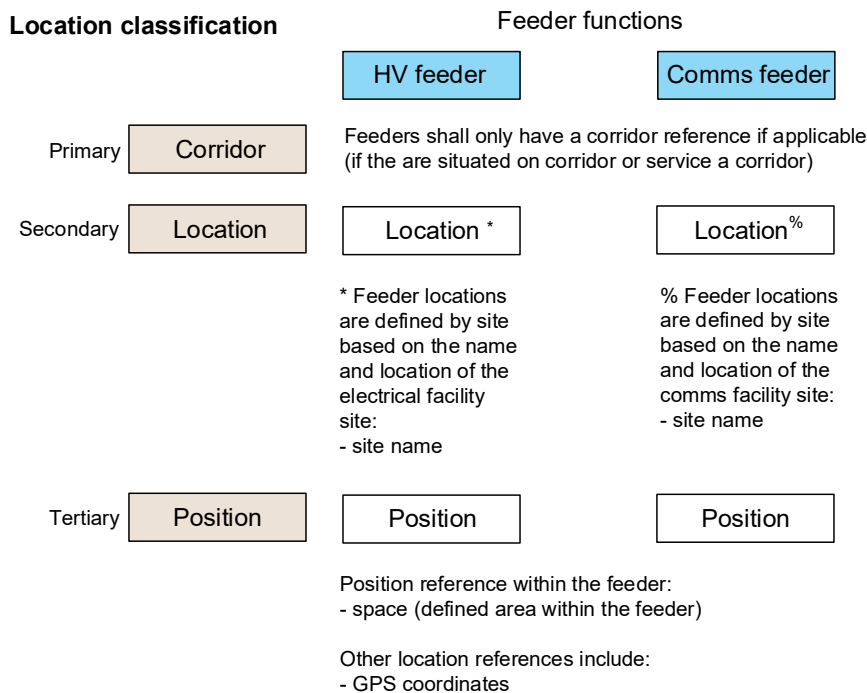 Location classification
Feeder functions
HV feeder
Comms feeder
Primary
Corridor
Feeders shall only have a corridor reference if applicable
(if the are situated on corridor or service a corridor)
Secondary
Location
Location *
Location%
* Feeder locations
are defined by site
based on the name
and location of the
electrical facility
site:
- site name
% Feeder locations
are defined by site
based on the name
and location of the
comms facility site:
- site name
Tertiary
Position
Position
Position
Position reference within the feeder:
- space (defined area within the feeder)
Other location references include:
- GPS coordinates